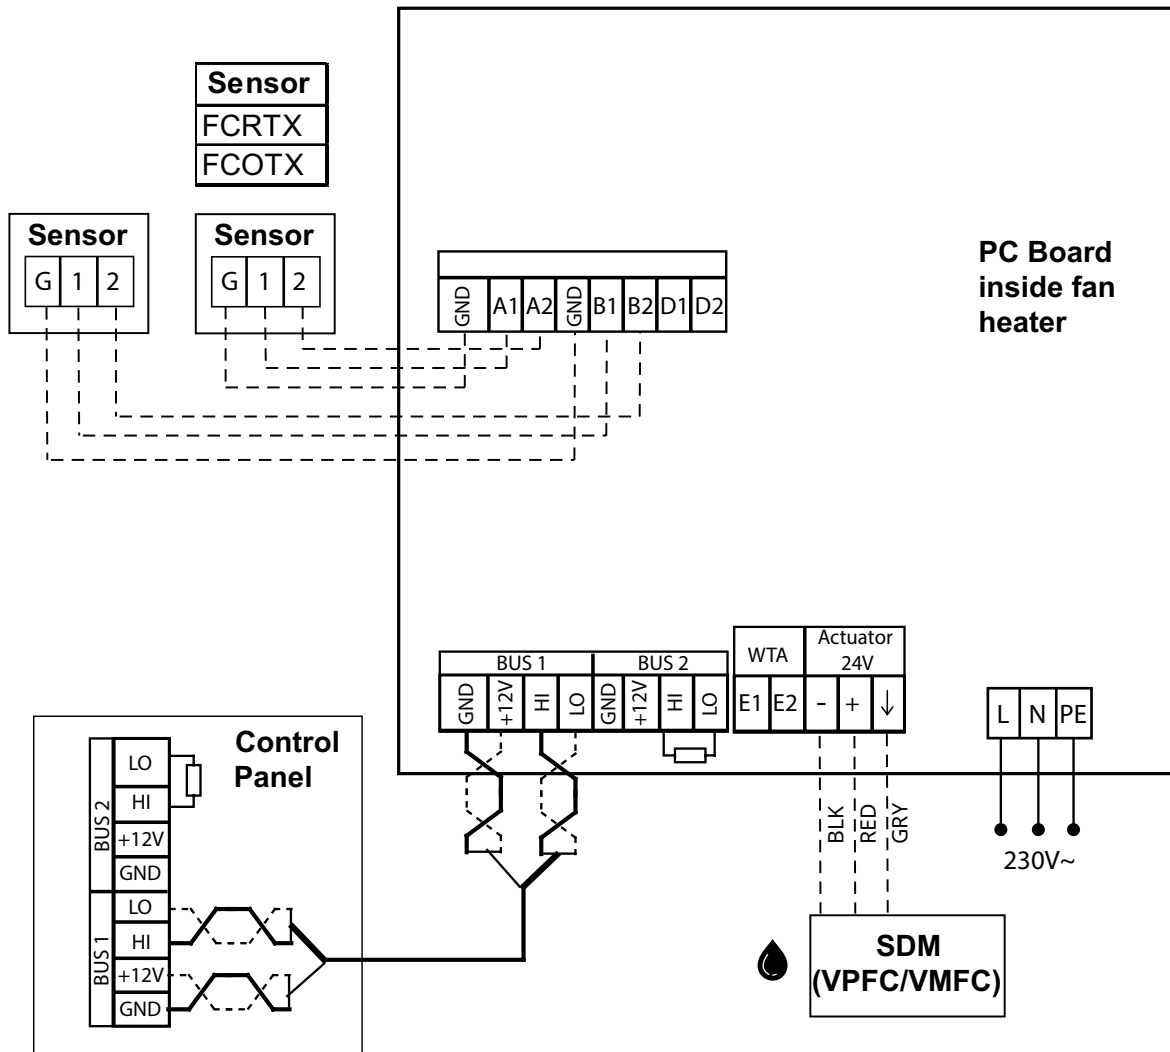 Sensor
FCRTX
FCOTX
Sensor
G 1 2
Sensor
G 1 2
GND A1 A2 GND B1 B2 D1 D2
PC Board
inside fan
heater
BUS 1 BUS 2
GND +12V HI LO GND +12V HI LO
WTA
Actuator
24V
E1 E2 - + ↓
L N PE
230V~
BLK
RED
GRY
SDM
(VPFC/VMFC)
Control
Panel
BUS 2
LO
HI
+12V
GND
BUS 1
LO
HI
+12V
GND